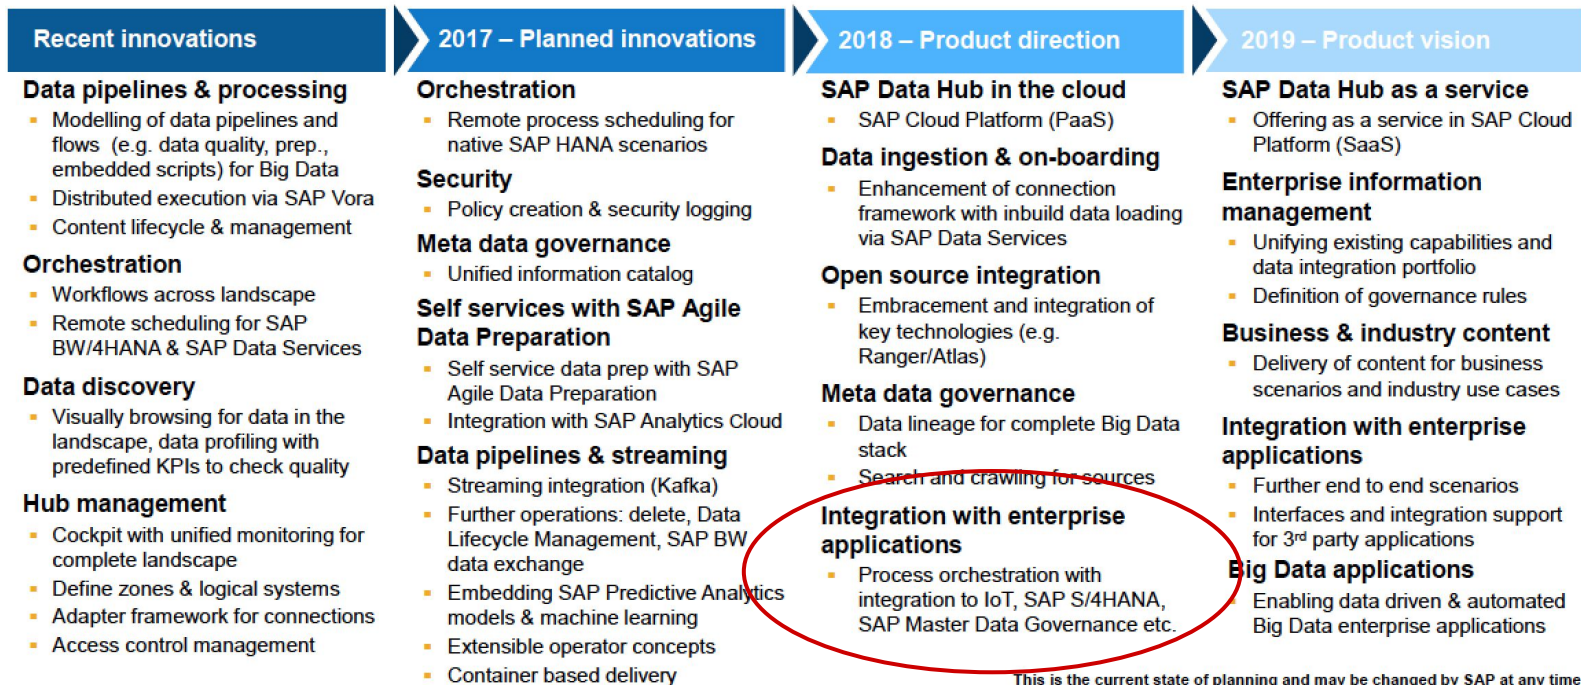 Recent innovations
2017 – Planned innovations
2018 – Product direction
2019 – Product vision
Data pipelines & processing
Modelling of data pipelines and
flows (e.g. data quality, prep.,
embedded scripts) for Big Data
Distributed execution via SAP Vora
Content lifecycle & management
Orchestration
Workflows across landscape
Remote scheduling for SAP
BW/4HANA & SAP Data Services
Data discovery
Visually browsing for data in the
landscape, data profiling with
predefined KPIs to check quality
Hub management
Cockpit with unified monitoring for
complete landscape
Define zones & logical systems
Adapter framework for connections
Access control management
Orchestration
Remote process scheduling for
native SAP HANA scenarios
Security
Policy creation & security logging
Meta data governance
Unified information catalog
Self services with SAP Agile
Data Preparation
Self service data prep with SAP
Agile Data Preparation
Integration with SAP Analytics Cloud
Data pipelines & streaming
Streaming integration (Kafka)
Further operations: delete, Data
Lifecycle Management, SAP BW
data exchange
Embedding SAP Predictive Analytics
models & machine learning
Extensible operator concepts
Container based delivery
SAP Data Hub in the cloud
SAP Cloud Platform (PaaS)
Data ingestion & on-boarding
Enhancement of connection
framework with inbuild data loading
via SAP Data Services
Open source integration
Embracement and integration of
key technologies (e.g.
Ranger/Atlas)
Meta data governance
Data lineage for complete Big Data
stack
Search and crawling for sources
Integration with enterprise
applications
Process orchestration with
integration to IoT, SAP S/4HANA,
SAP Master Data Governance etc.
SAP Data Hub as a service
Offering as a service in SAP Cloud
Platform (SaaS)
Enterprise information
management
Unifying existing capabilities and
data integration portfolio
Definition of governance rules
Business & industry content
Delivery of content for business
scenarios and industry use cases
Integration with enterprise
applications
Further end to end scenarios
Interfaces and integration support
for 3rd party applications
Big Data applications
Enabling data driven & automated
Big Data enterprise applications
This is the current state of planning and may be changed by SAP at any time